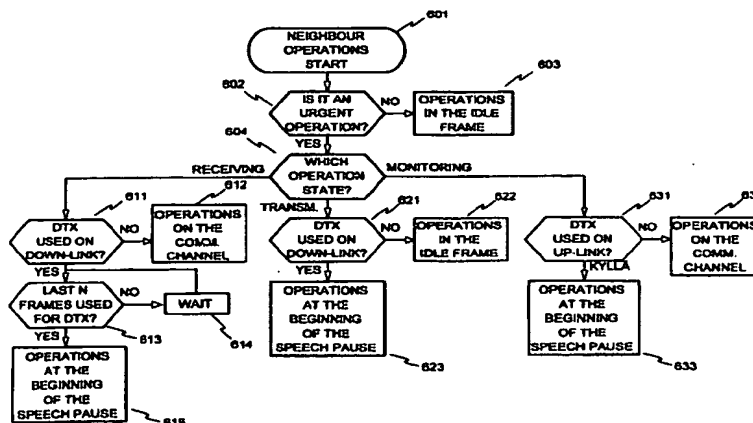 601
NEIGHBOUR
OPERATIONS
START
602
603
IS IT AN
URGENT
OPERATION?
NO
OPERATIONS
IN THE IDLE
FRAME
YES
604
WHICH
OPERATION
STATE?
RECEIVING
MONITORING
TRANSM.
611
612
DTX
USED ON
DOWN-LINK?
NO
OPERATIONS
ON THE
COMM.
CHANNEL
621
622
DTX
USED ON
DOWN-LINK?
NO
OPERATIONS
IN THE
IDLE FRAME
631
DTX
USED ON
UP-LINK?
NO
OPERATIONS
ON THE
COMM.
CHANNEL
YES
LAST N
FRAMES USED
FOR DTX?
NO
WAIT
613
614
YES
OPERATIONS
AT THE
BEGINNING
OF THE
SPEECH PAUSE
615
YES
OPERATIONS
AT THE
BEGINNING
OF THE
SPEECH PAUSE
623
KYLLA
OPERATIONS
AT THE
BEGINNING
OF THE
SPEECH PAUSE
633